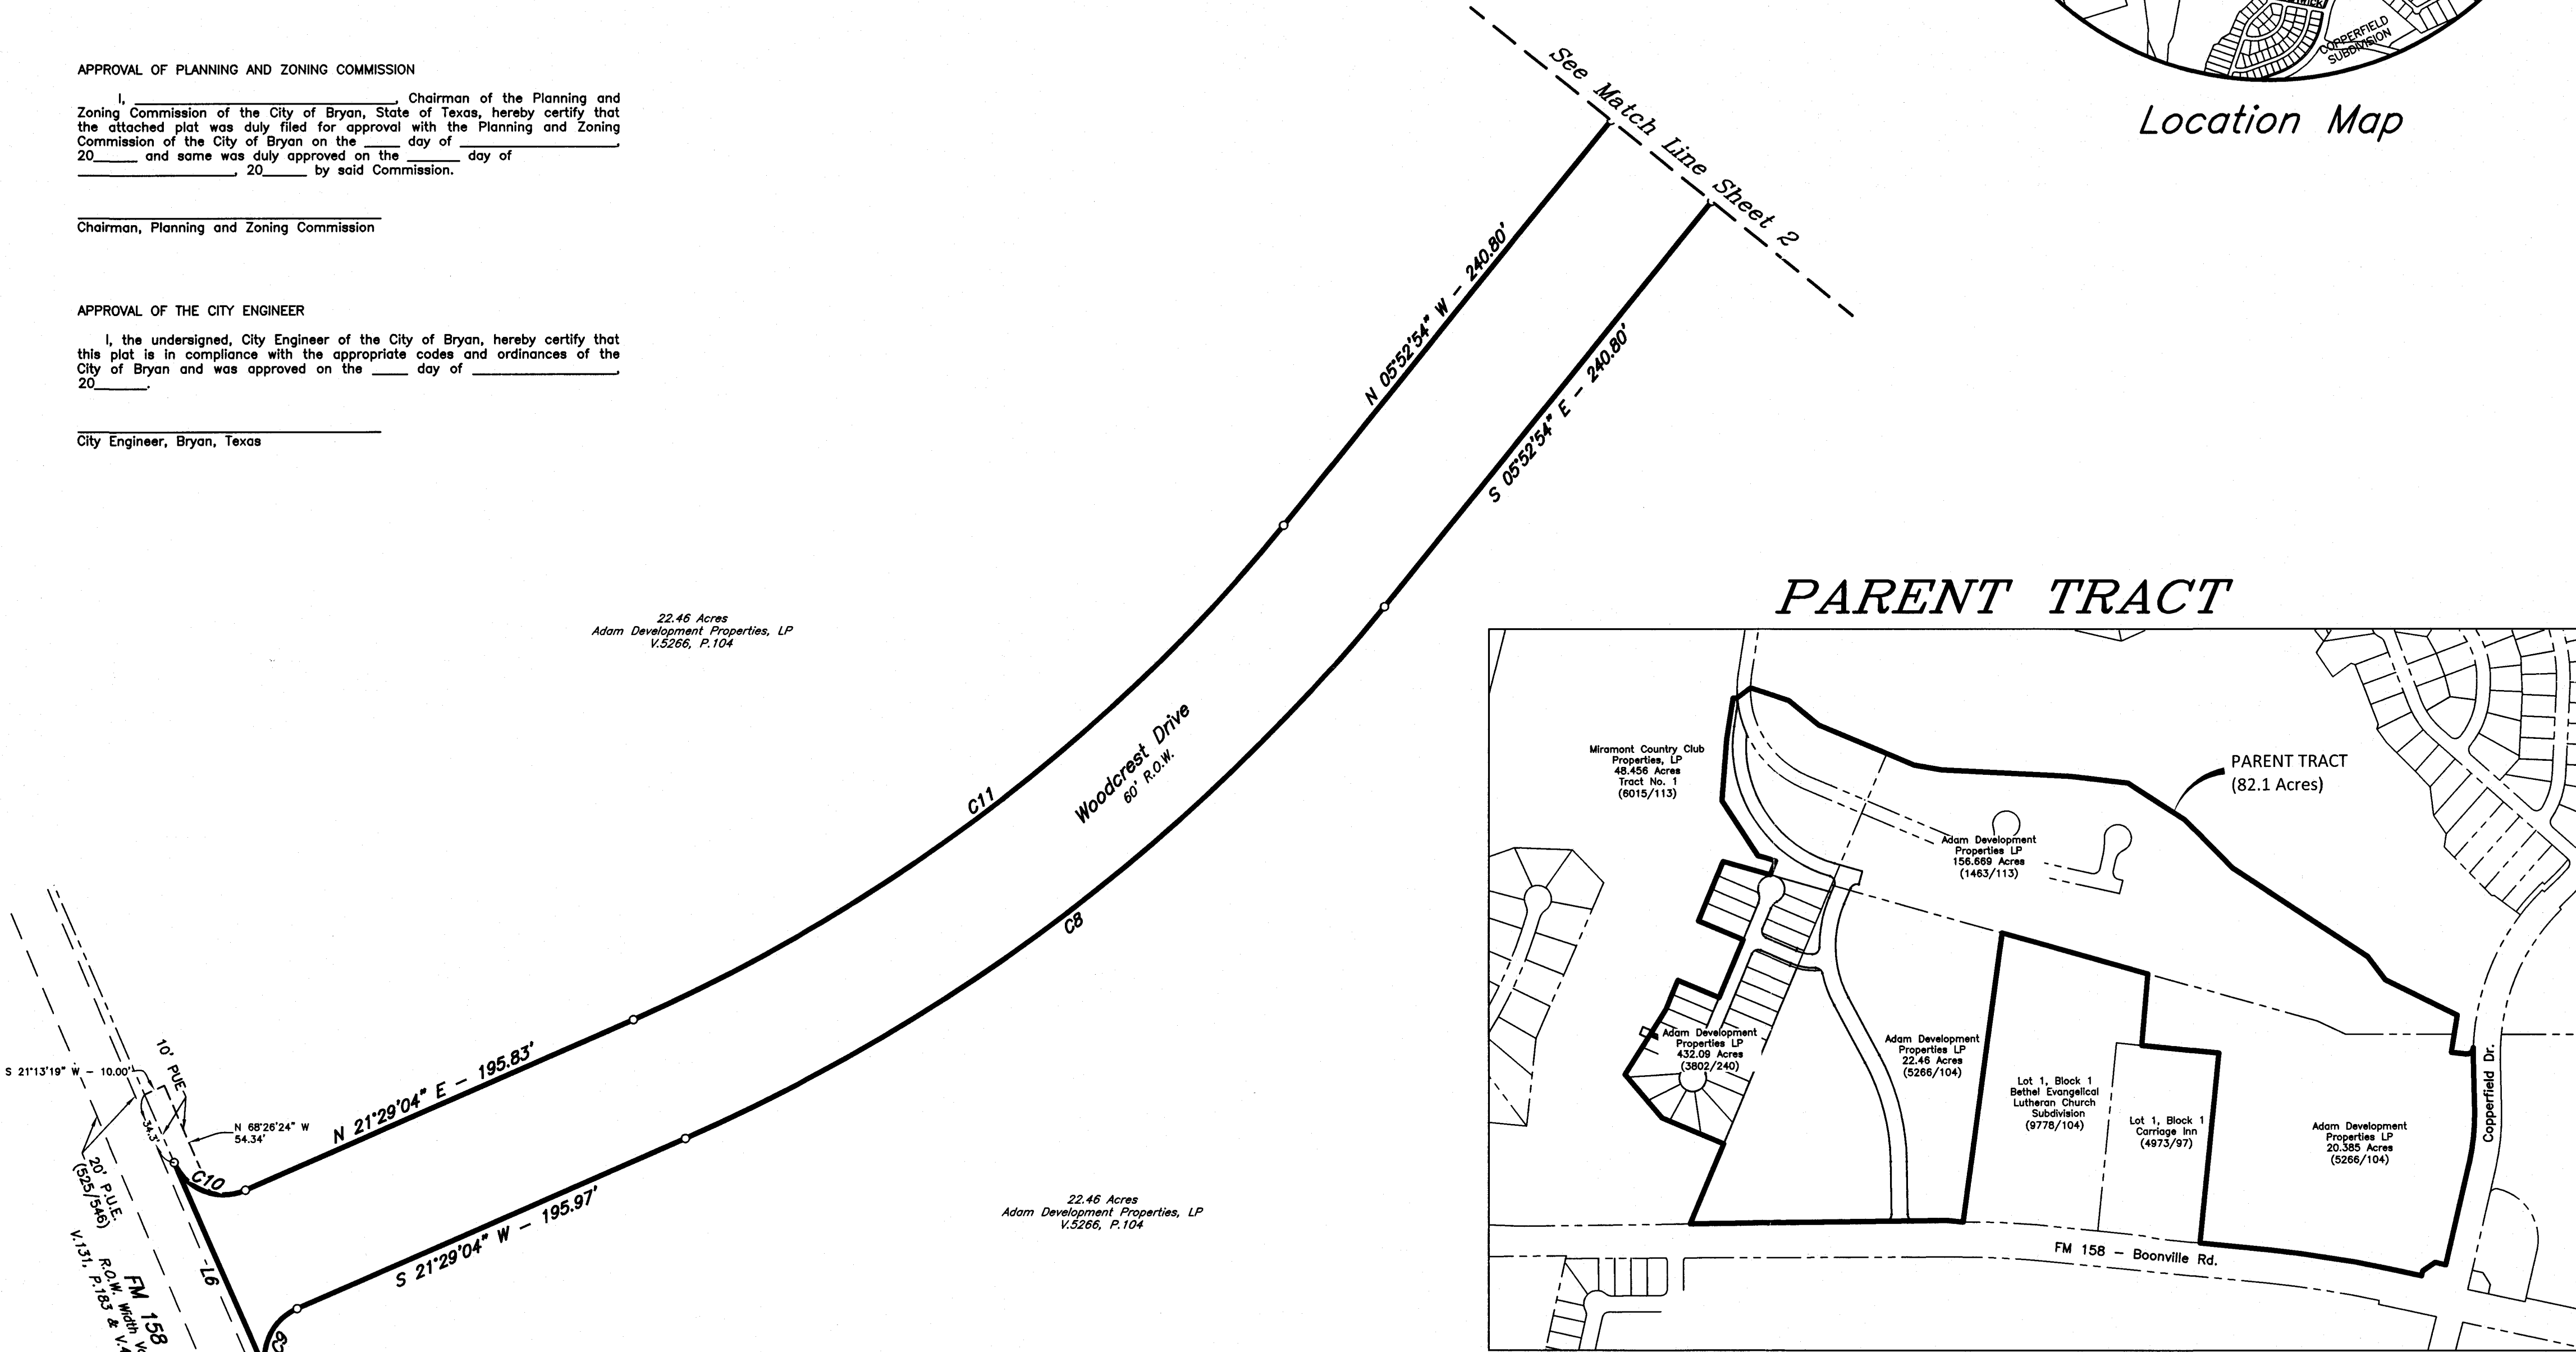 APPROVAL OF PLANNING AND ZONING COMMISSION
I, ____, Chairman of the Planning and
Zoning Commission of the City of Bryan, State of Texas, hereby certify that
the attached plat was duly filed for approval with the Planning and Zoning
Commission of the City of Bryan on the ____ day of ____,
20____ and same was duly approved on the ____ day of
____, 20____ by said Commission.
Chairman, Planning and Zoning Commission
APPROVAL OF THE CITY ENGINEER
I, the undersigned, City Engineer of the City of Bryan, hereby certify that
this plat is in compliance with the appropriate codes and ordinances of the
City of Bryan and was approved on the ____ day of ____,
20____.
City Engineer, Bryan, Texas
See Match Line Sheet 2
COPPERFIELD
SUBDIVISION
Location Map
N 05°52'54" W - 240.80'
S 05°52'54" E - 240.80'
22.46 Acres
Adam Development Properties, LP
V.5266, P.104
C11
Woodcrest Drive
60' R.O.W.
C8
S 21°13'19" W - 10.00'
10' PUE
34.3'
N 68°26'24" W
54.34'
N 21°29'04" E - 195.83'
C10
S 21°29'04" W - 195.97'
L6
C9
20' P.U.E.
(525/546)
FM 158
R.O.W. Width
V.131, P.183 &
22.46 Acres
Adam Development Properties, LP
V.5266, P.104
PARENT TRACT
Miramont Country Club
Properties, LP
48.456 Acres
Tract No. 1
(6015/113)
PARENT TRACT
(82.1 Acres)
Adam Development
Properties LP
156.669 Acres
(1463/113)
Adam Development
Properties LP
432.09 Acres
(3802/240)
Adam Development
Properties LP
22.46 Acres
(5266/104)
Lot 1, Block 1
Bethel Evangelical
Lutheran Church
Subdivision
(9778/104)
Lot 1, Block 1
Carriage Inn
(4973/97)
Adam Development
Properties LP
20.385 Acres
(5266/104)
Copperfield Dr.
FM 158 - Boonville Rd.